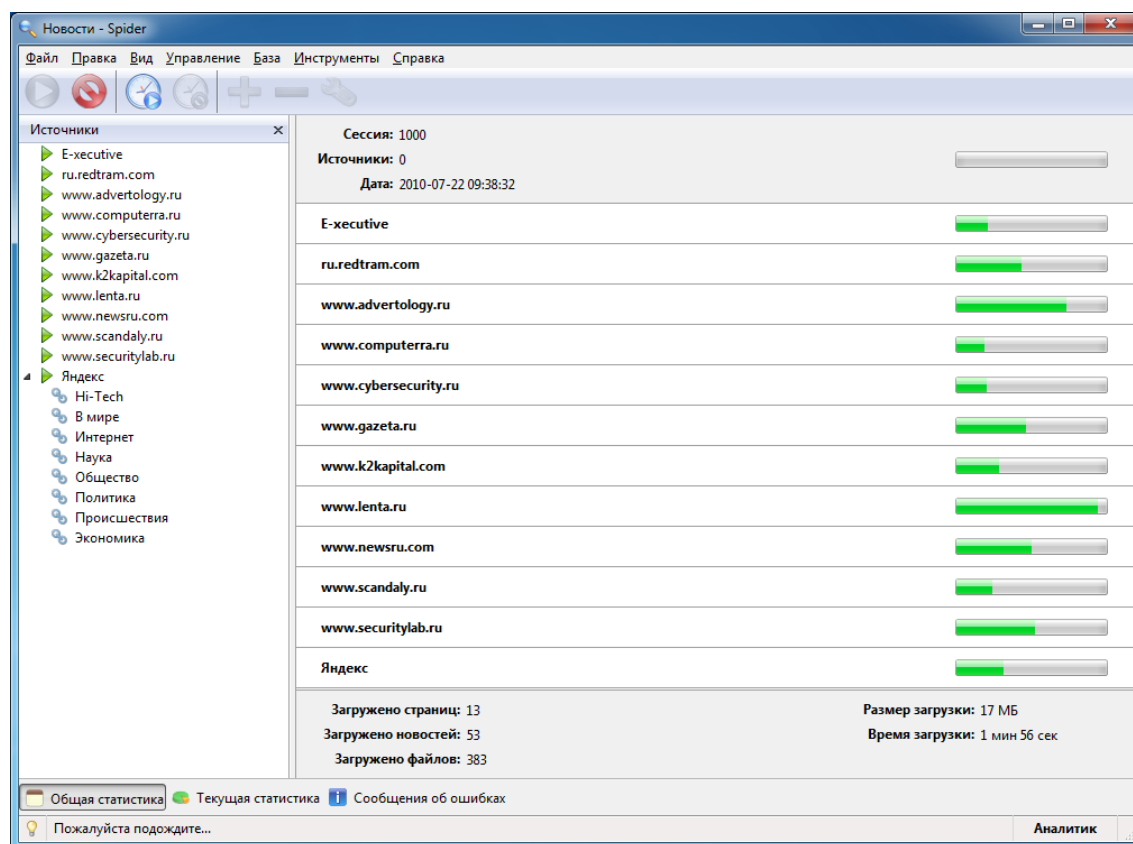 Новости - Spider
Файл Правка Вид Управление База Инструменты Справка
Источники
E-xecutive
ru.redtram.com
www.advertology.ru
www.computerra.ru
www.cybersecurity.ru
www.gazeta.ru
www.k2kapital.com
www.lenta.ru
www.newsru.com
www.scandaly.ru
www.securitylab.ru
Яндекс
Hi-Tech
В мире
Интернет
Наука
Общество
Политика
Происшествия
Экономика
Сессия: 1000
Источники: 0
Дата: 2010-07-22 09:38:32
E-xecutive
ru.redtram.com
www.advertology.ru
www.computerra.ru
www.cybersecurity.ru
www.gazeta.ru
www.k2kapital.com
www.lenta.ru
www.newsru.com
www.scandaly.ru
www.securitylab.ru
Яндекс
Загружено страниц: 13
Загружено новостей: 53
Загружено файлов: 383
Размер загрузки: 17 МБ
Время загрузки: 1 мин 56 сек
Общая статистика Текущая статистика Сообщения об ошибках
Пожалуйста подождите... Аналитик